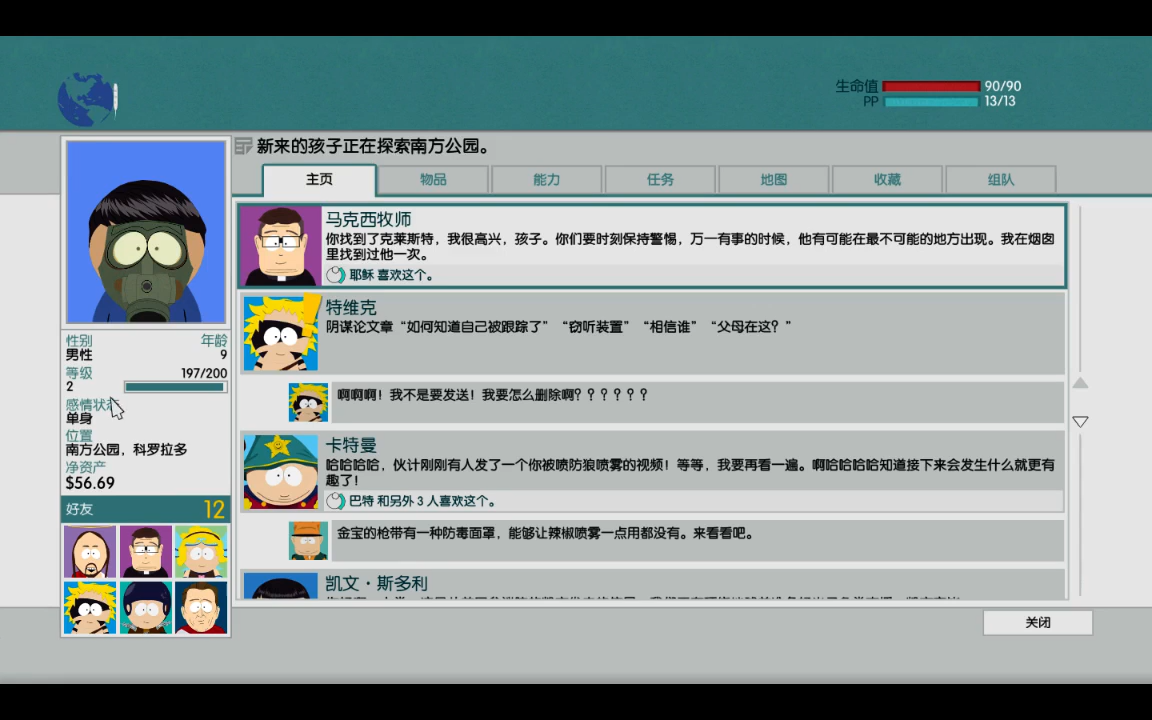 生命值 90/90
PP 13/13
新来的孩子正在探索南方公园。
主页 物品 能力 任务 地图 收藏 组队
性别 年龄
男性 9
等级 197/200
2
感情状态
单身
位置
南方公园，科罗拉多
净资产
$56.69
好友 12
马克西牧师
你找到了克莱斯特，我很高兴，孩子。你们要时刻保持警惕，万一有事的时候，他有可能在最不可能的地方出现。我在烟囱
里找到过他一次。
耶稣 喜欢这个。
特维克
阴谋论文章“如何知道自己被跟踪了”“窃听装置”“相信谁”“父母在这？”
啊啊啊！我不是要发送！我要怎么删除啊？？？？？？
卡特曼
哈哈哈哈，伙计刚刚有人发了一个你被喷防狼喷雾的视频！等等，我要再看一遍。啊哈哈哈哈知道接下来会发生什么就更有
趣了！
巴特 和另外 3 人喜欢这个。
金宝的枪带有一种防毒面罩，能够让辣椒喷雾一点用都没有。来看看吧。
凯文·斯多利
关闭